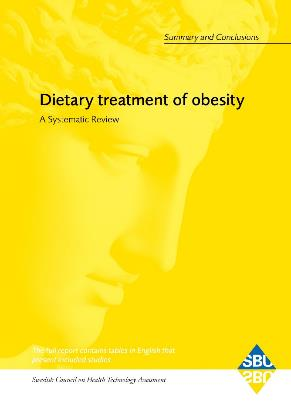 Summary and Conclusions
Dietary treatment of obesity
A Systematic Review
The full report contains tables in English that
present included studies
SBU
Swedish Council on Health Technology Assessment